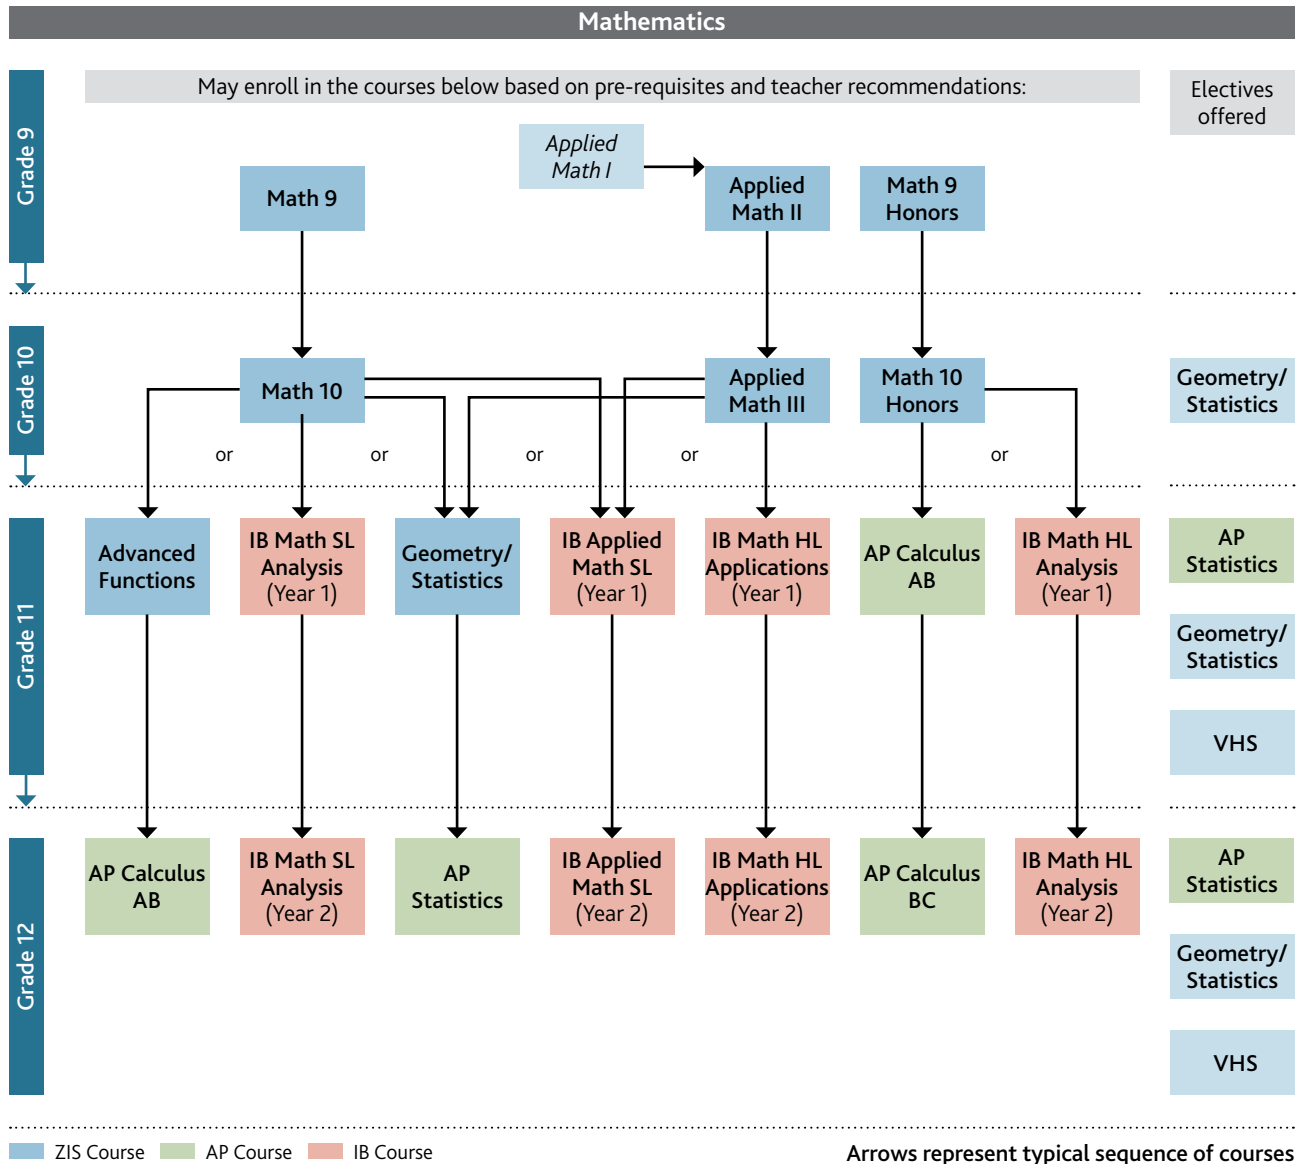 Mathematics
May enroll in the courses below based on pre-requisites and teacher recommendations:
Electives
offered
Grade 9
Applied
Math I
Math 9
Applied
Math II
Math 9
Honors
Grade 10
Math 10
Applied
Math III
Math 10
Honors
Geometry/
Statistics
or
or
or
or
or
Grade 11
Advanced
Functions
IB Math SL
Analysis
(Year 1)
Geometry/
Statistics
IB Applied
Math SL
(Year 1)
IB Math HL
Applications
(Year 1)
AP Calculus
AB
IB Math HL
Analysis
(Year 1)
AP
Statistics
Geometry/
Statistics
VHS
Grade 12
AP Calculus
AB
IB Math SL
Analysis
(Year 2)
AP
Statistics
IB Applied
Math SL
(Year 2)
IB Math HL
Applications
(Year 2)
AP Calculus
BC
IB Math HL
Analysis
(Year 2)
AP
Statistics
Geometry/
Statistics
VHS
ZIS Course
AP Course
IB Course
Arrows represent typical sequence of courses